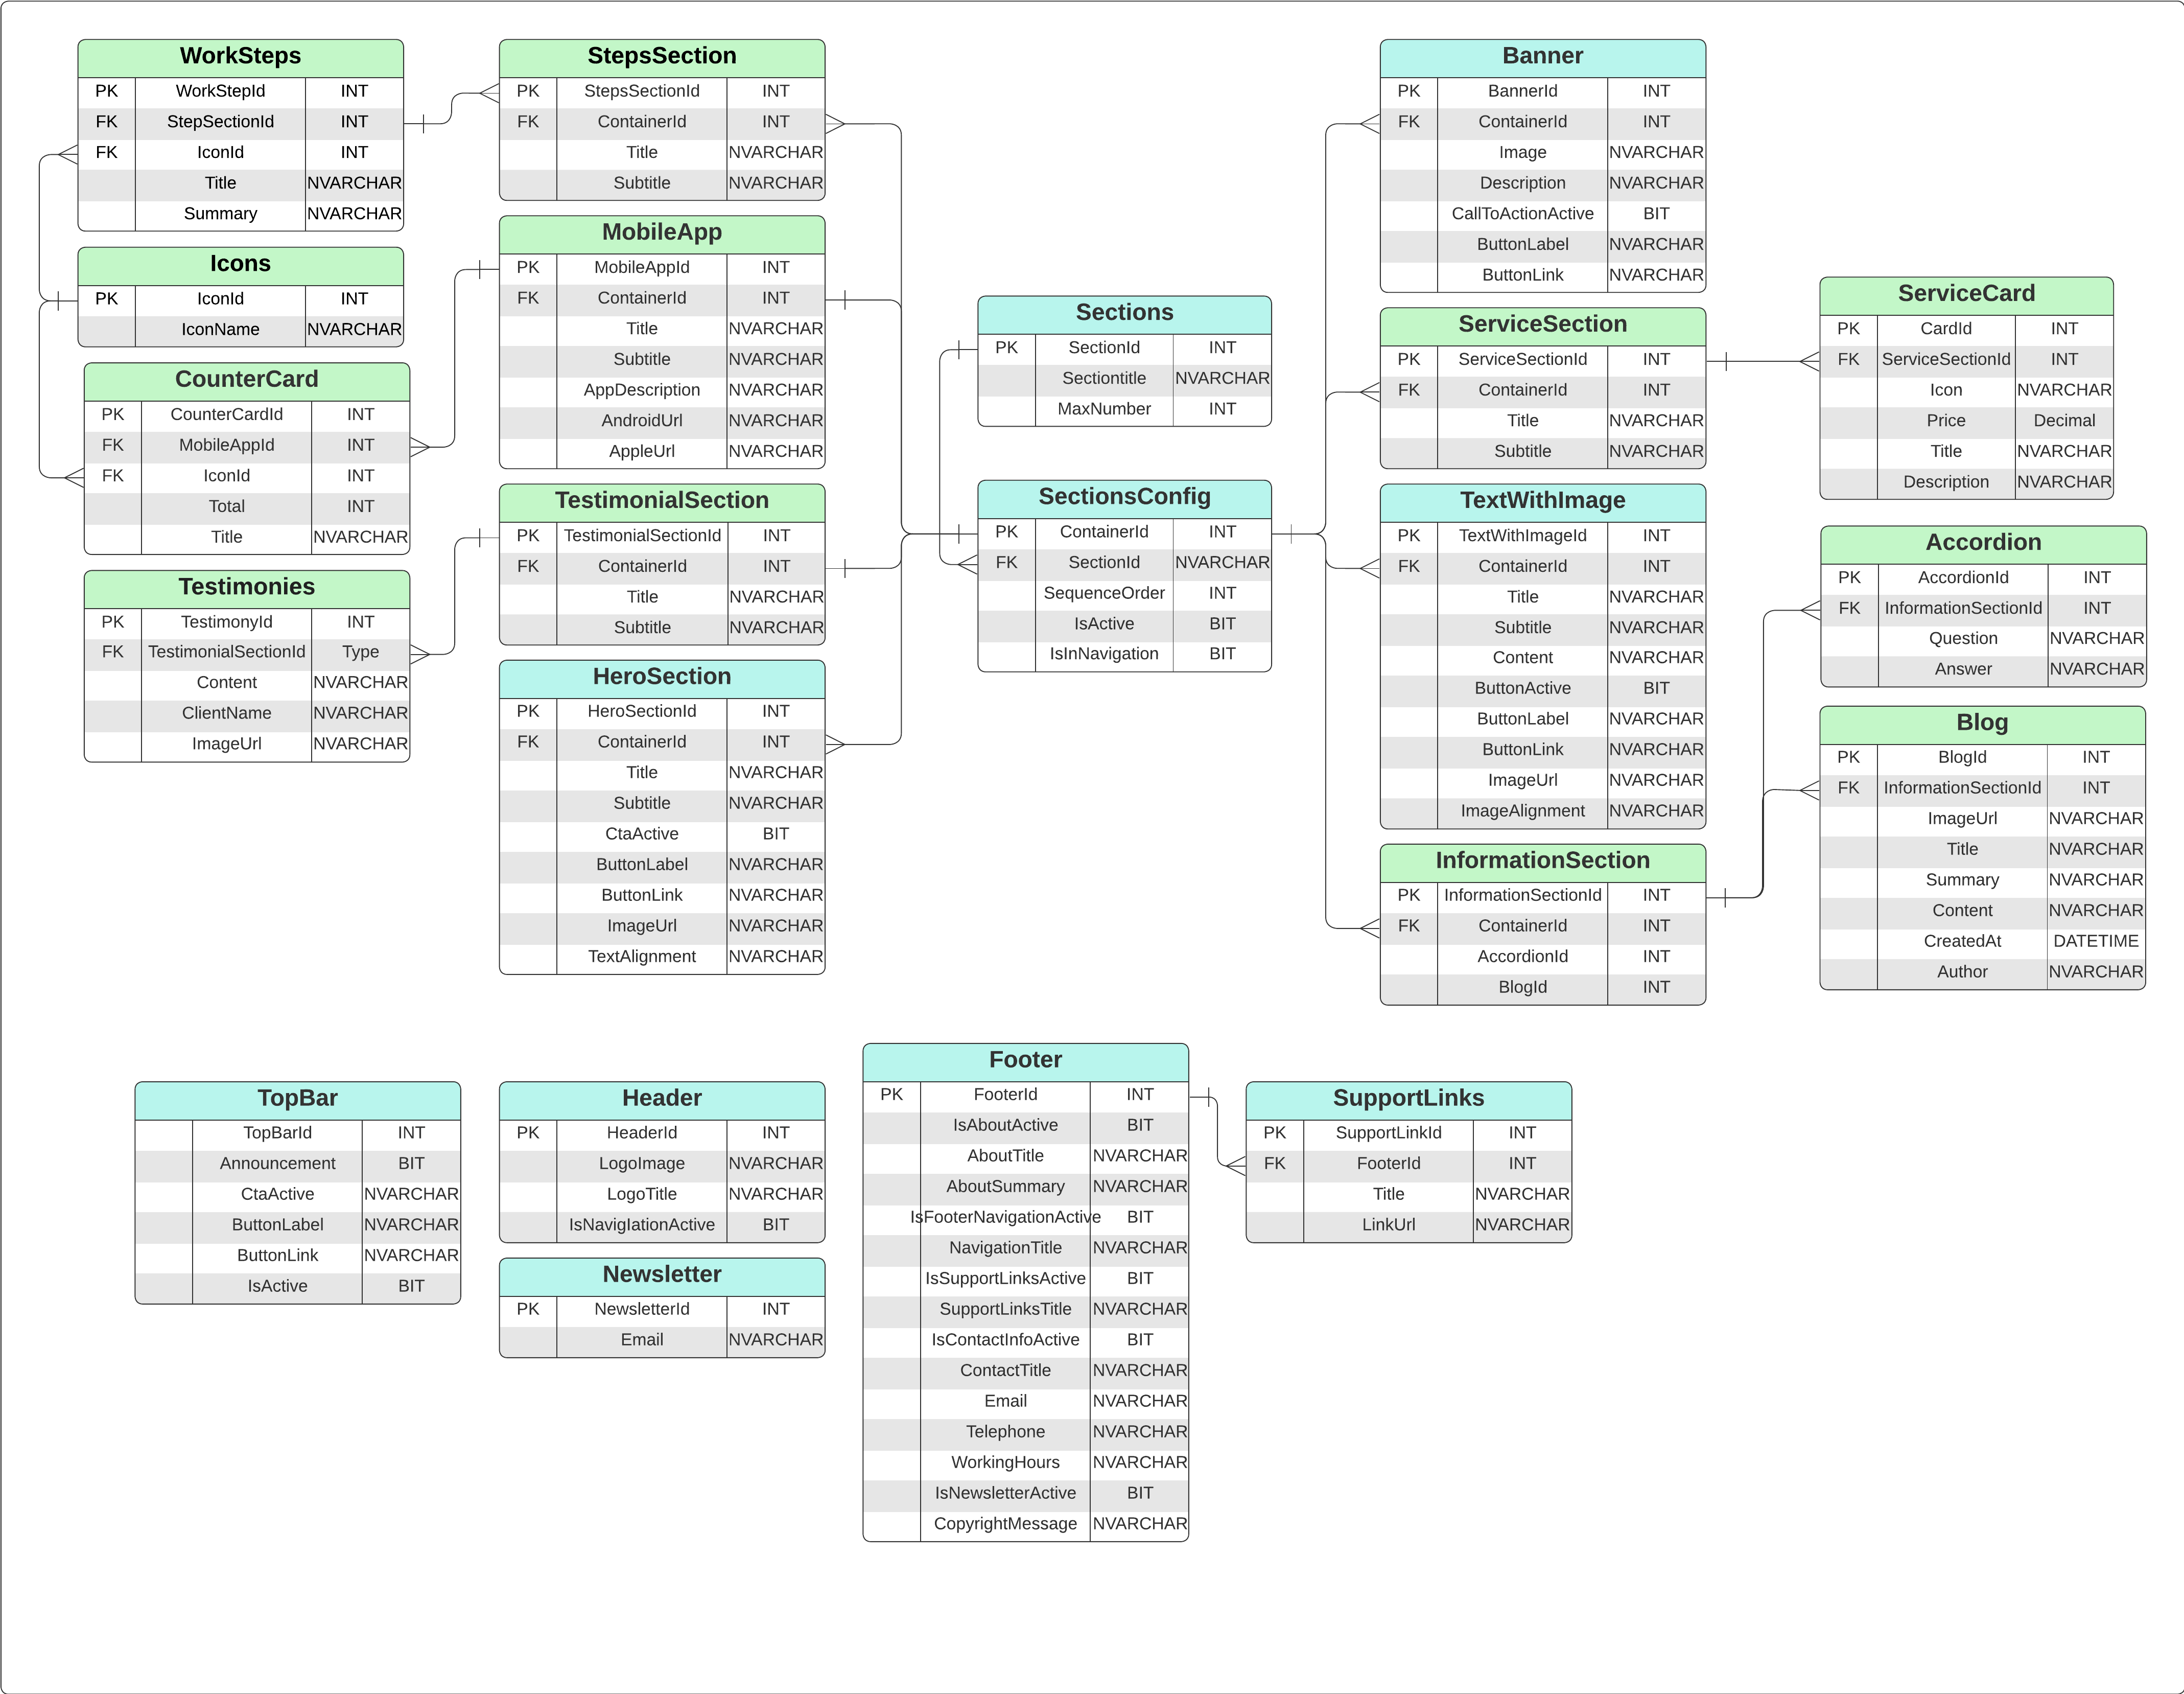 WorkSteps
PK WorkStepId INT
FK StepSectionId INT
FK IconId INT
Title NVARCHAR
Summary NVARCHAR
Icons
PK IconId INT
IconName NVARCHAR
CounterCard
PK CounterCardId INT
FK MobileAppId INT
FK IconId INT
Total INT
Title NVARCHAR
Testimonies
PK TestimonyId INT
FK TestimonialSectionId Type
Content NVARCHAR
ClientName NVARCHAR
ImageUrl NVARCHAR
StepsSection
PK StepsSectionId INT
FK ContainerId INT
Title NVARCHAR
Subtitle NVARCHAR
MobileApp
PK MobileAppId INT
FK ContainerId INT
Title NVARCHAR
Subtitle NVARCHAR
AppDescription NVARCHAR
AndroidUrl NVARCHAR
AppleUrl NVARCHAR
TestimonialSection
PK TestimonialSectionId INT
FK ContainerId INT
Title NVARCHAR
Subtitle NVARCHAR
HeroSection
PK HeroSectionId INT
FK ContainerId INT
Title NVARCHAR
Subtitle NVARCHAR
CtaActive BIT
ButtonLabel NVARCHAR
ButtonLink NVARCHAR
ImageUrl NVARCHAR
TextAlignment NVARCHAR
Sections
PK SectionId INT
Sectiontitle NVARCHAR
MaxNumber INT
SectionsConfig
PK ContainerId INT
FK SectionId NVARCHAR
SequenceOrder INT
IsActive BIT
IsInNavigation BIT
Banner
PK BannerId INT
FK ContainerId INT
Image NVARCHAR
Description NVARCHAR
CallToActionActive BIT
ButtonLabel NVARCHAR
ButtonLink NVARCHAR
ServiceSection
PK ServiceSectionId INT
FK ContainerId INT
Title NVARCHAR
Subtitle NVARCHAR
TextWithImage
PK TextWithImageId INT
FK ContainerId INT
Title NVARCHAR
Subtitle NVARCHAR
Content NVARCHAR
ButtonActive BIT
ButtonLabel NVARCHAR
ButtonLink NVARCHAR
ImageUrl NVARCHAR
ImageAlignment NVARCHAR
InformationSection
PK InformationSectionId INT
FK ContainerId INT
AccordionId INT
BlogId INT
ServiceCard
PK CardId INT
FK ServiceSectionId INT
Icon NVARCHAR
Price Decimal
Title NVARCHAR
Description NVARCHAR
Accordion
PK AccordionId INT
FK InformationSectionId INT
Question NVARCHAR
Answer NVARCHAR
Blog
PK BlogId INT
FK InformationSectionId INT
ImageUrl NVARCHAR
Title NVARCHAR
Summary NVARCHAR
Content NVARCHAR
CreatedAt DATETIME
Author NVARCHAR
TopBar
TopBarId INT
Announcement BIT
CtaActive NVARCHAR
ButtonLabel NVARCHAR
ButtonLink NVARCHAR
IsActive BIT
Header
PK HeaderId INT
LogoImage NVARCHAR
LogoTitle NVARCHAR
IsNavigIationActive BIT
Newsletter
PK NewsletterId INT
Email NVARCHAR
Footer
PK FooterId INT
IsAboutActive BIT
AboutTitle NVARCHAR
AboutSummary NVARCHAR
IsFooterNavigationActive BIT
NavigationTitle NVARCHAR
IsSupportLinksActive BIT
SupportLinksTitle NVARCHAR
IsContactInfoActive BIT
ContactTitle NVARCHAR
Email NVARCHAR
Telephone NVARCHAR
WorkingHours NVARCHAR
IsNewsletterActive BIT
CopyrightMessage NVARCHAR
SupportLinks
PK SupportLinkId INT
FK FooterId INT
Title NVARCHAR
LinkUrl NVARCHAR